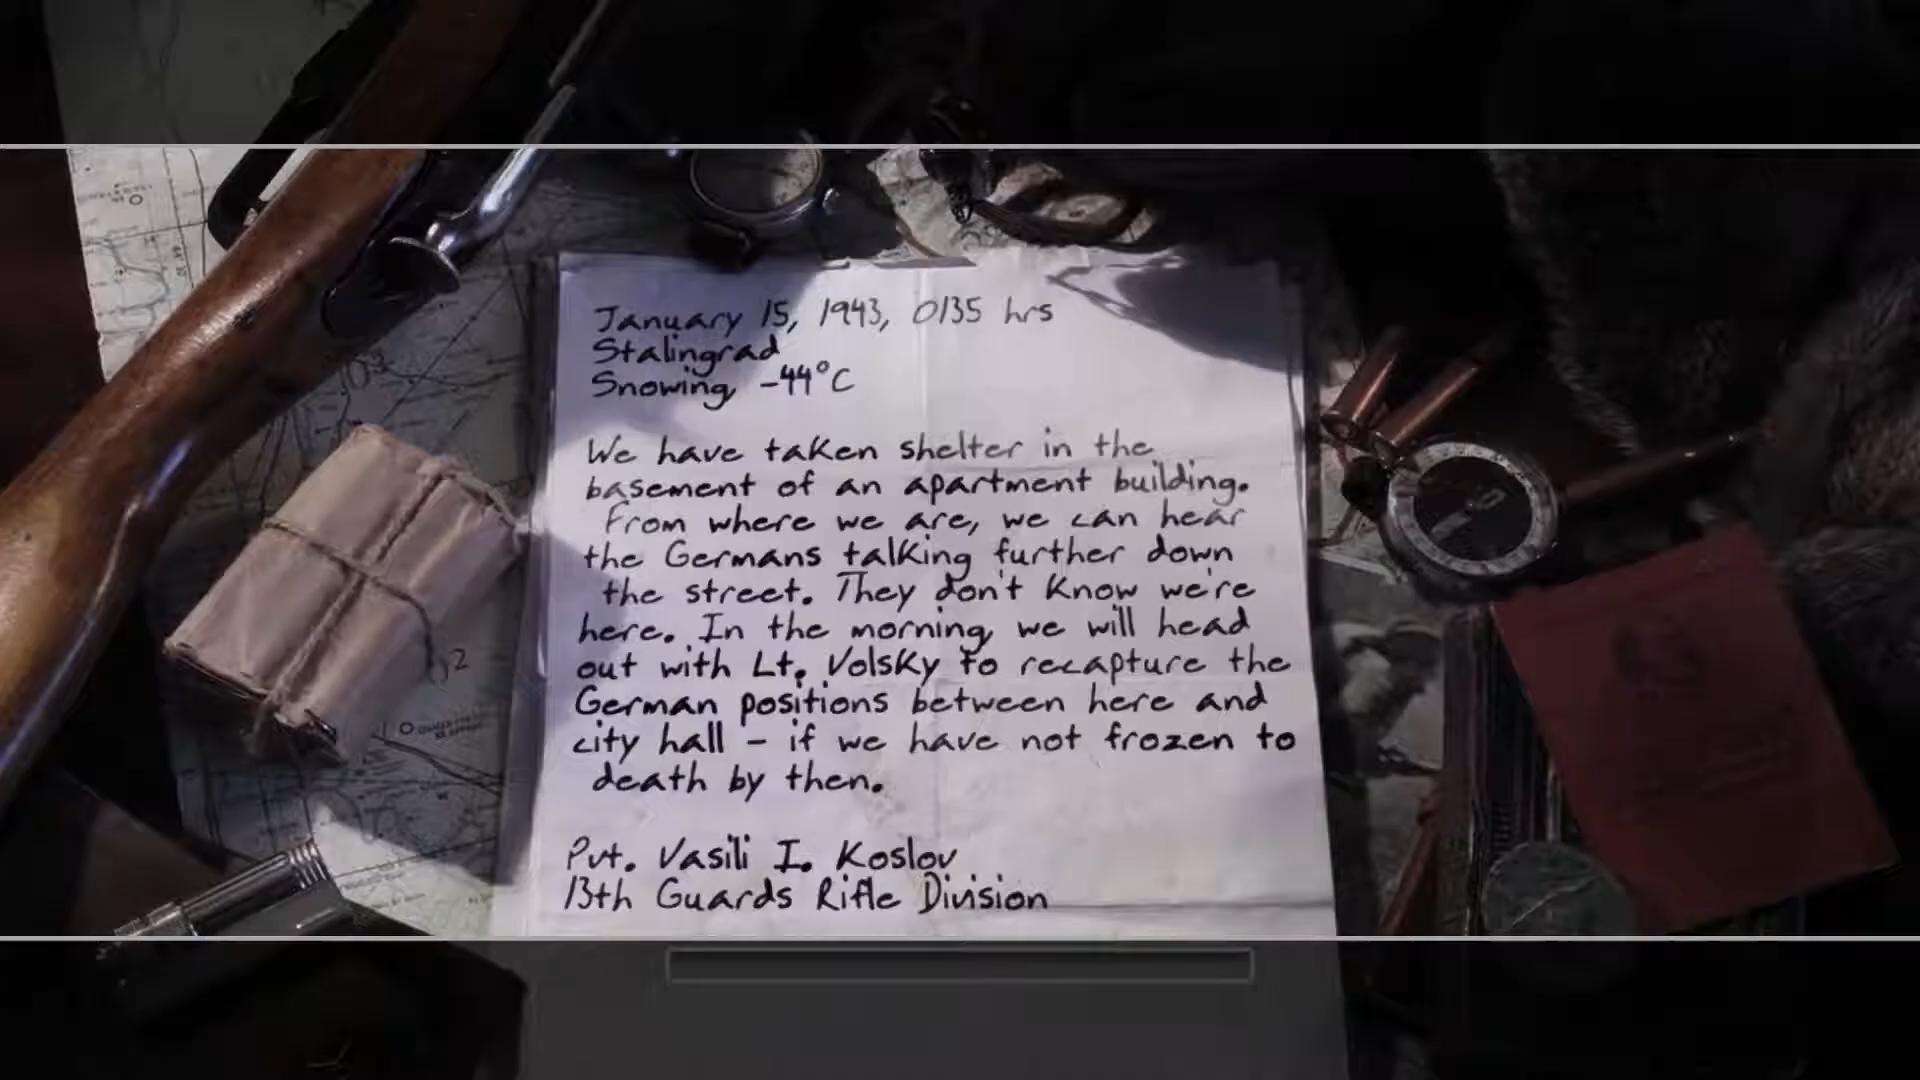 January 15, 1943, 0135 hrs
Stalingrad
Snowing, -44°C
We have taken shelter in the
basement of an apartment building.
From where we are, we can hear
the Germans talking further down
the street. They don't know we're
here. In the morning, we will head
out with Lt. Volsky to recapture the
German positions between here and
city hall - if we have not frozen to
death by then.
Pvt. Vasili I. Koslov
13th Guards Rifle Division